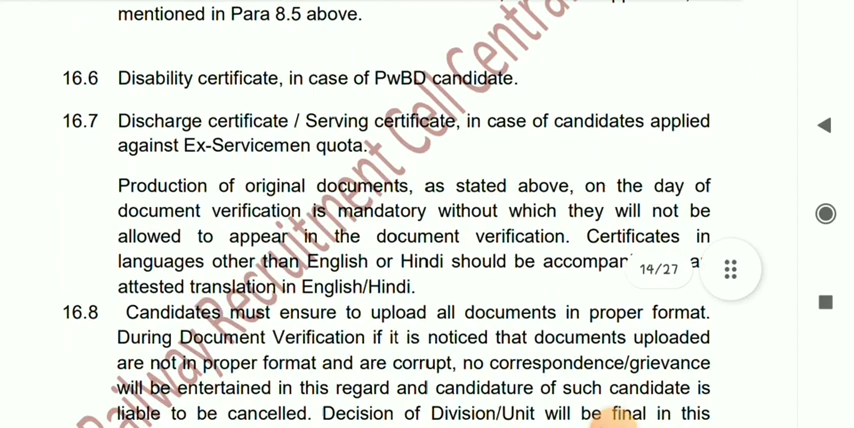 mentioned in Para 8.5 above.
16.6 Disability certificate, in case of PwBD candidate.
16.7 Discharge certificate / Serving certificate, in case of candidates applied
against Ex-Servicemen quota.
Production of original documents, as stated above, on the day of
document verification is mandatory without which they will not be
allowed to appear in the document verification. Certificates in
languages other than English or Hindi should be accompan
attested translation in English/Hindi.
16.8 Candidates must ensure to upload all documents in proper format.
During Document Verification if it is noticed that documents uploaded
are not in proper format and are corrupt, no correspondence/grievance
will be entertained in this regard and candidature of such candidate is
liable to be cancelled. Decision of Division/Unit will be final in this
14/27
Railway Recruitment Cell Central